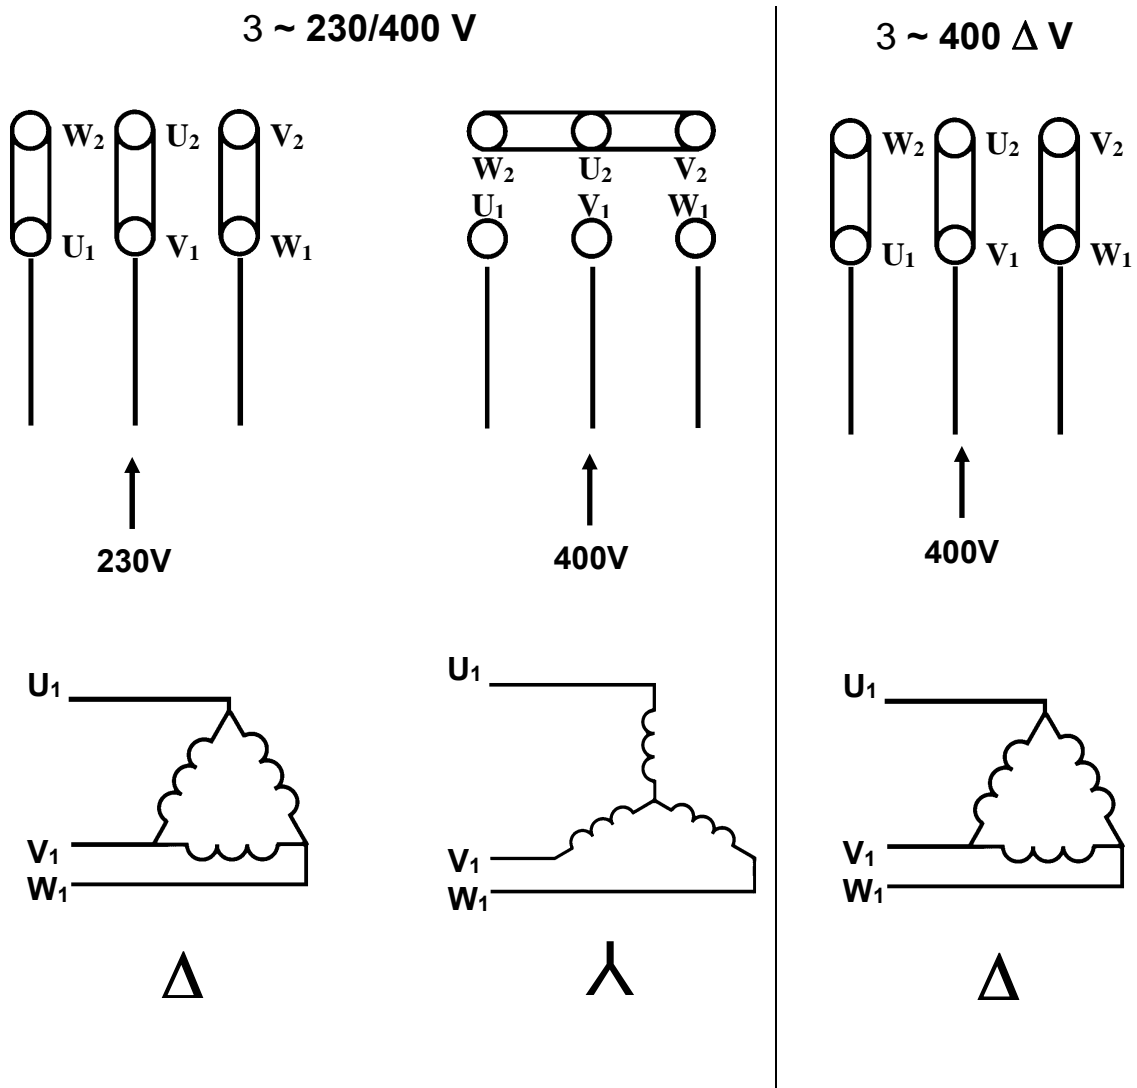 3 ~ 230/400 V
W2 U2 V2
U1 V1 W1
230V
W2 U2 V2
U1 V1 W1
400V
U1
V1
W1
Δ
U1
V1
W1
3 ~ 400 Δ V
W2 U2 V2
U1 V1 W1
400V
U1
V1
W1
Δ